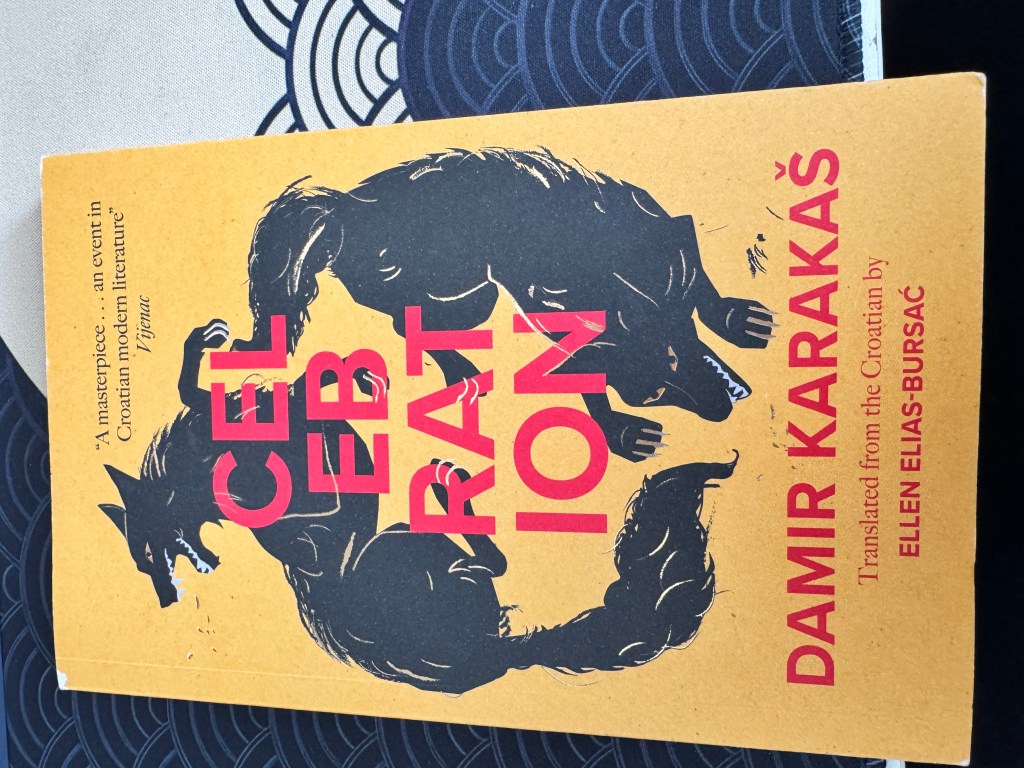 “A masterpiece . . . an event in
Croatian modern literature”
Vijenac
CEL
EB
RAT
ION
DAMIR KARAKAŠ
Translated from the Croatian by
ELLEN ELIAS-BURSAĆ